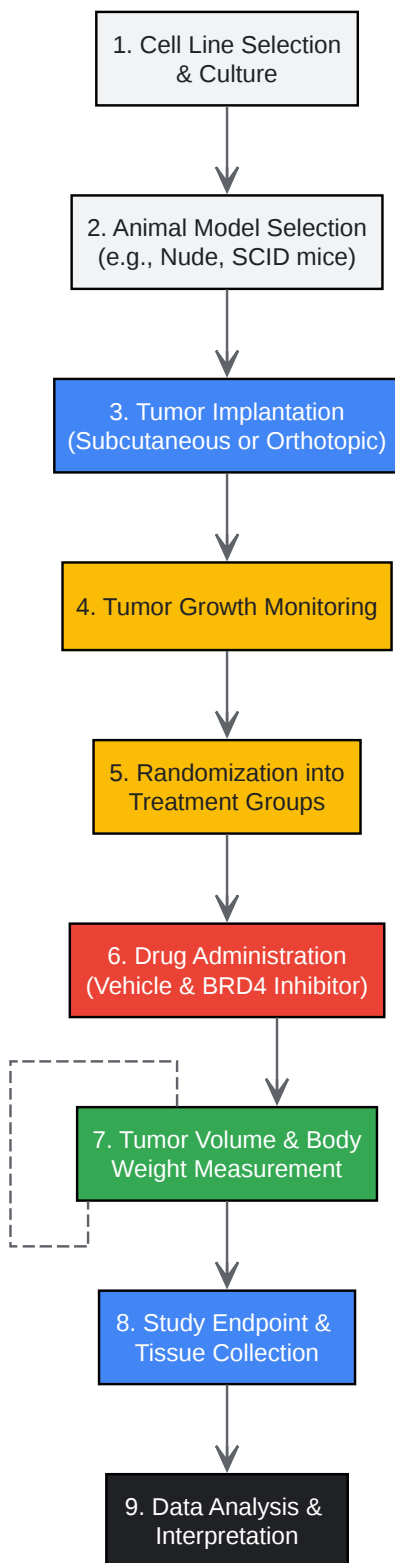 1. Cell Line Selection
& Culture
2. Animal Model Selection
(e.g., Nude, SCID mice)
3. Tumor Implantation
(Subcutaneous or Orthotopic)
4. Tumor Growth Monitoring
5. Randomization into
Treatment Groups
6. Drug Administration
(Vehicle & BRD4 Inhibitor)
7. Tumor Volume & Body
Weight Measurement
8. Study Endpoint &
Tissue Collection
9. Data Analysis &
Interpretation